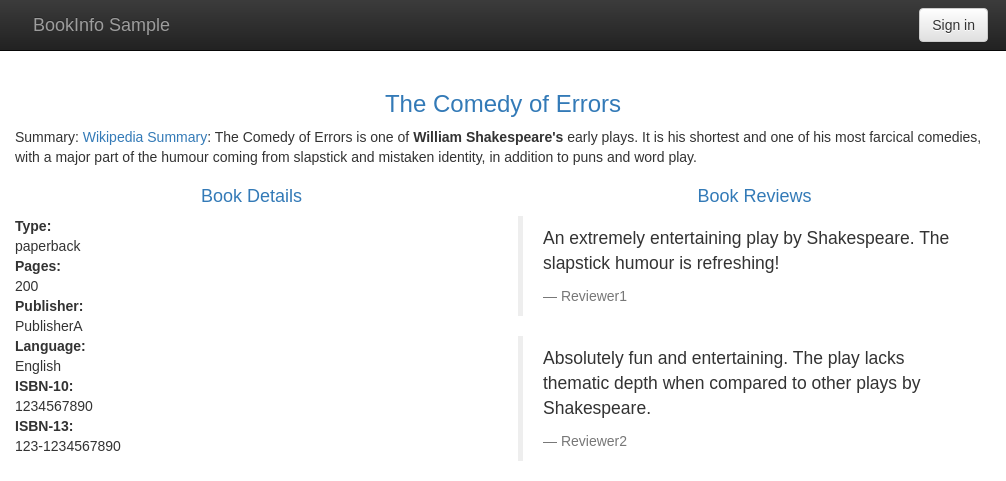 BookInfo Sample
Sign in
The Comedy of Errors
Summary: Wikipedia Summary: The Comedy of Errors is one of William Shakespeare's early plays. It is his shortest and one of his most farcical comedies,
with a major part of the humour coming from slapstick and mistaken identity, in addition to puns and word play.
Book Details
Type:
paperback
Pages:
200
Publisher:
PublisherA
Language:
English
ISBN-10:
1234567890
ISBN-13:
123-1234567890
Book Reviews
An extremely entertaining play by Shakespeare. The
slapstick humour is refreshing!
— Reviewer1
Absolutely fun and entertaining. The play lacks
thematic depth when compared to other plays by
Shakespeare.
— Reviewer2